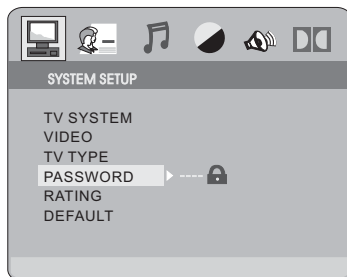 SYSTEM SETUP
TV SYSTEM
VIDEO
TV TYPE
PASSWORD ----
RATING
DEFAULT